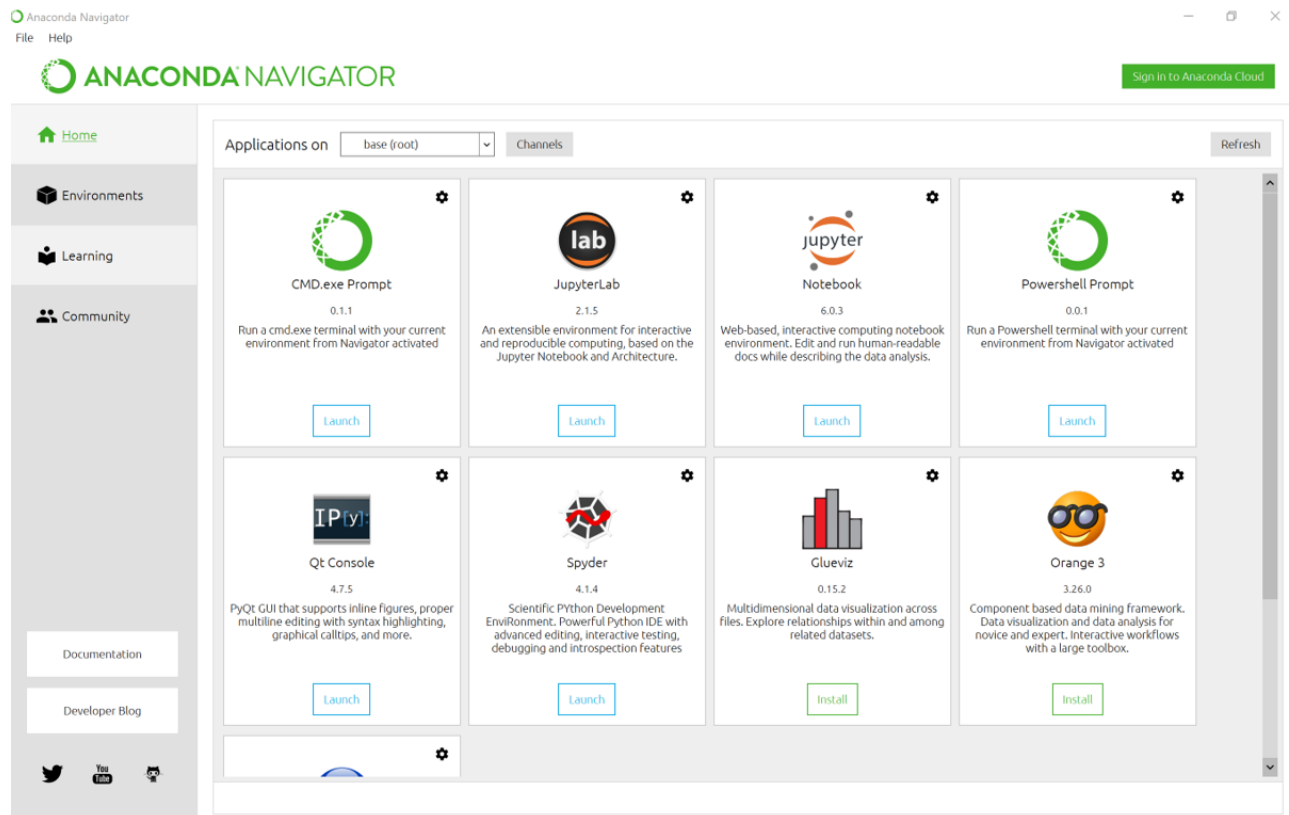 Anaconda Navigator
File Help
ANACONDA NAVIGATOR
Sign in to Anaconda Cloud
Home
Environments
Learning
Community
Documentation
Developer Blog
You
Tube
Applications on base (root) Channels Refresh
CMD.exe Prompt
0.1.1
Run a cmd.exe terminal with your current
environment from Navigator activated
Launch
lab
JupyterLab
2.1.5
An extensible environment for interactive
and reproducible computing, based on the
Jupyter Notebook and Architecture.
Launch
jupyter
Notebook
6.0.3
Web-based, interactive computing notebook
environment. Edit and run human-readable
docs while describing the data analysis.
Launch
Powershell Prompt
0.0.1
Run a Powershell terminal with your current
environment from Navigator activated
Launch
IP[y]:
Qt Console
4.7.5
PyQt GUI that supports inline figures, proper
multiline editing with syntax highlighting,
graphical calltips, and more.
Launch
Spyder
4.1.4
Scientific PYthon Development
EnviRonment. Powerful Python IDE with
advanced editing, interactive testing,
debugging and introspection features
Launch
Glueviz
0.15.2
Multidimensional data visualization across
files. Explore relationships within and among
related datasets.
Install
Orange 3
3.26.0
Component based data mining framework.
Data visualization and data analysis for
novice and expert. Interactive workflows
with a large toolbox.
Install